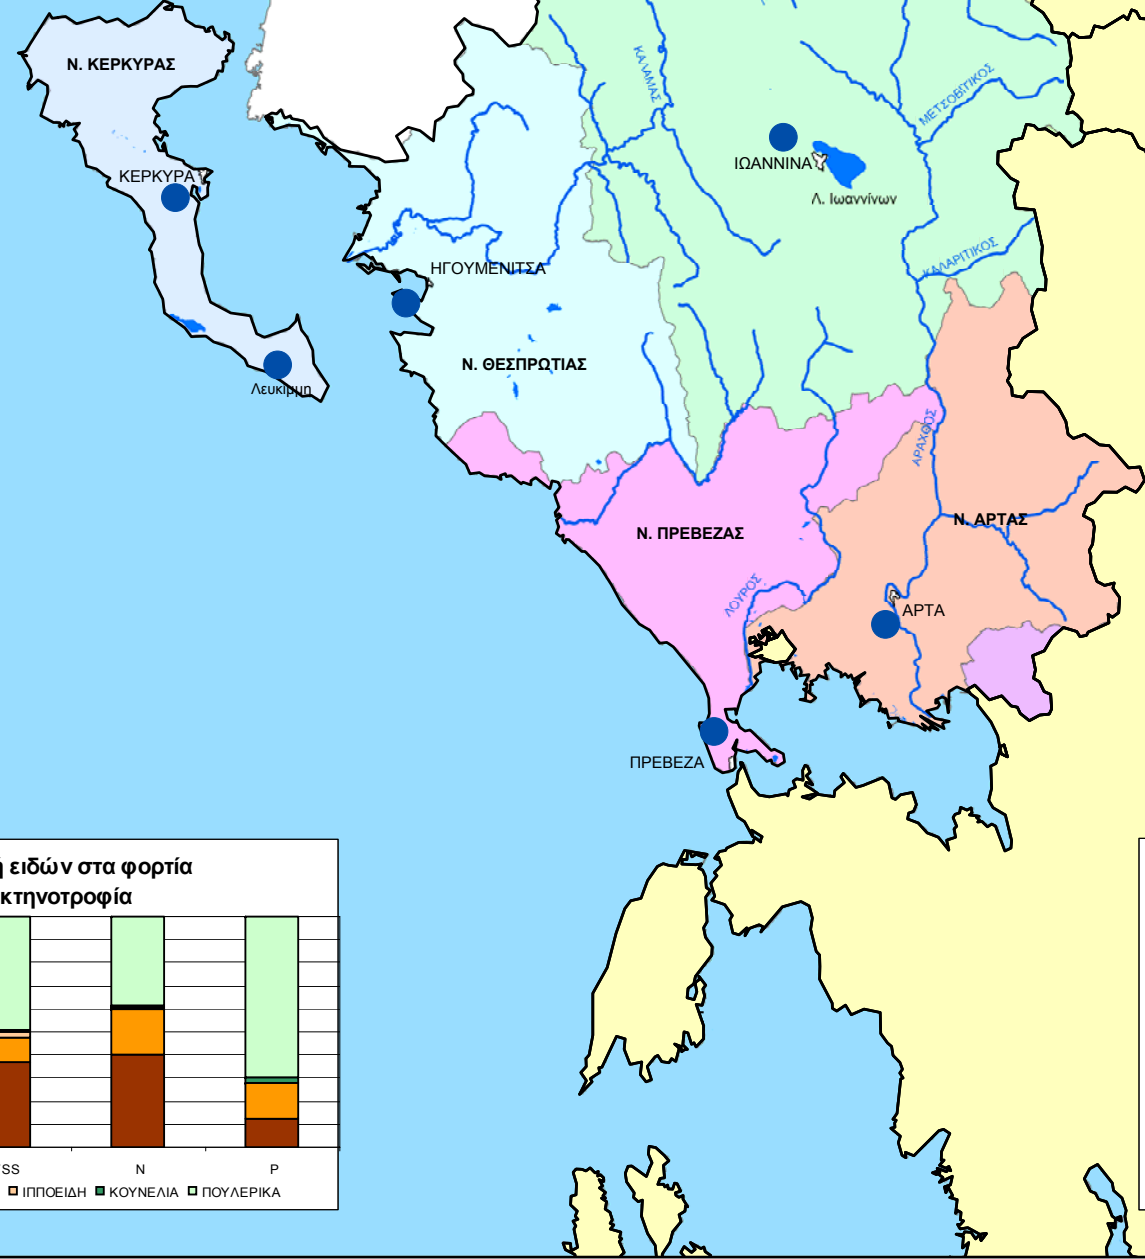 Ν. ΚΕΡΚΥΡΑΣ
ΚΑΛΑΜΑΣ
ΜΕΤΣΟΒΙΤΙΚΟΣ
ΙΩΑΝΝΙΝΑ
ΚΕΡΚΥΡΑ
Λ. Ιωαννίνων
ΚΑΛΑΡΙΤΙΚΟΣ
ΗΓΟΥΜΕΝΙΤΣΑ
Ν. ΘΕΣΠΡΩΤΙΑΣ
Λευκίμμη
ΑΡΑΧΘΟΣ
Ν. ΑΡΤΑΣ
Ν. ΠΡΕΒΕΖΑΣ
ΛΟΥΡΟΣ
ΑΡΤΑ
ΠΡΕΒΕΖΑ
ειδών στα φορτία
κτηνοτροφία
SS N P
ΙΠΠΟΕΙΔΗ ΚΟΥΝΕΛΙΑ ΠΟΥΛΕΡΙΚΑ